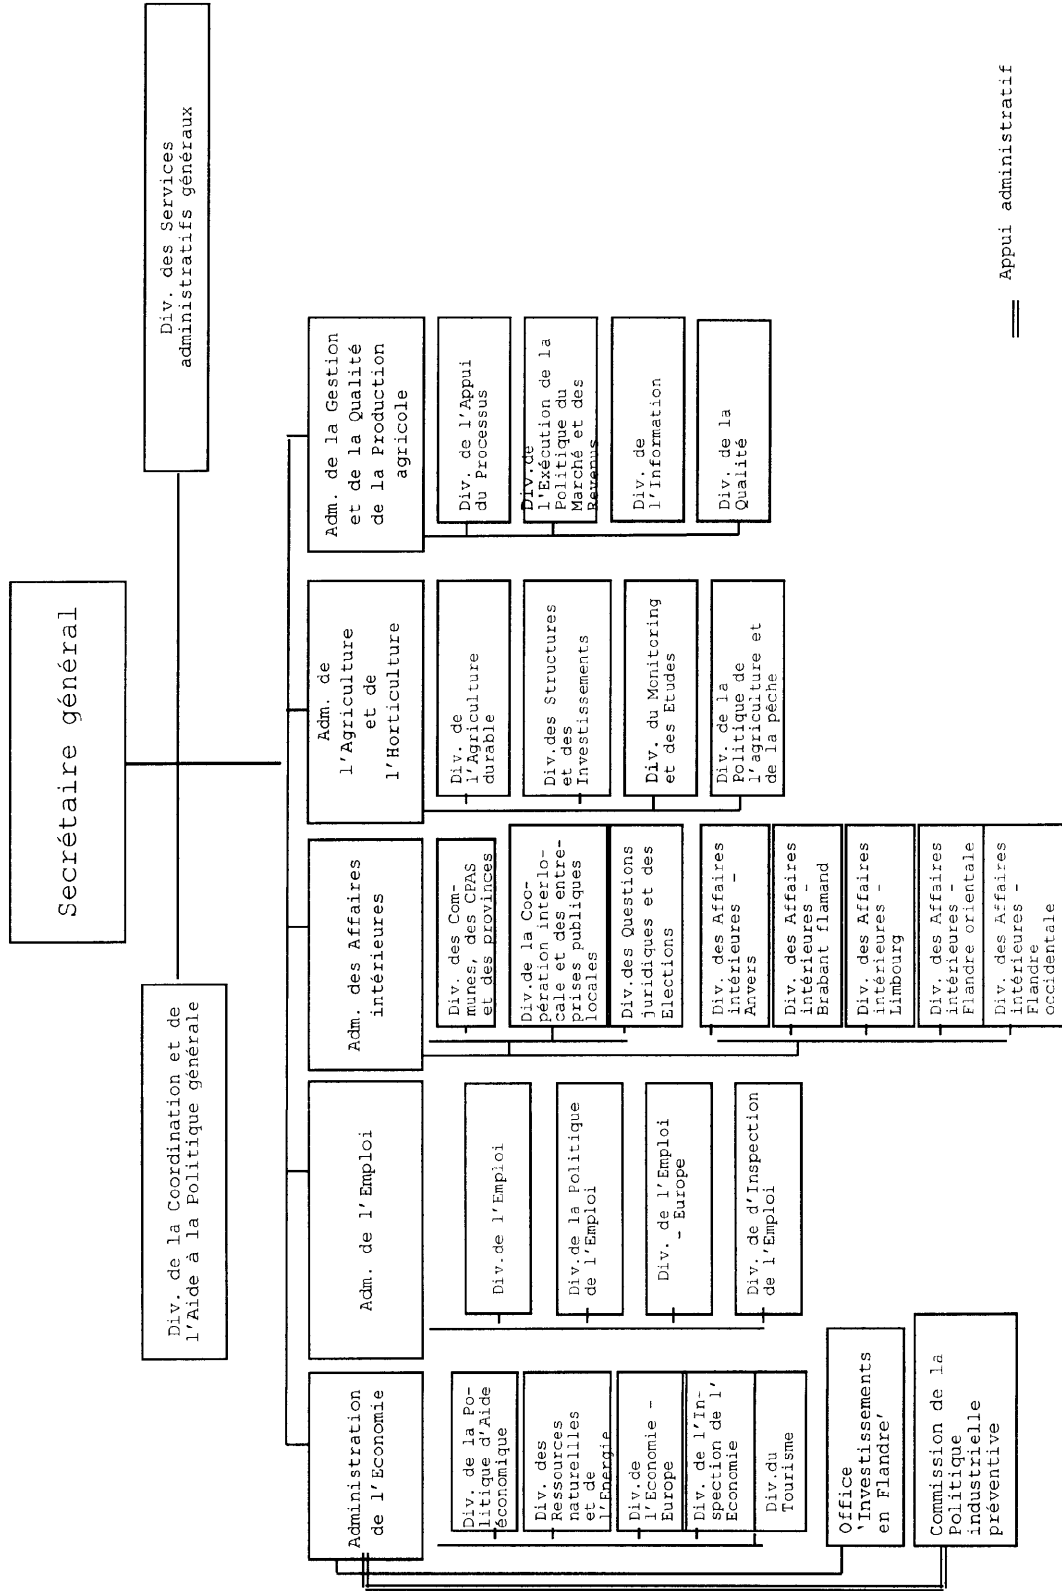 Secrétaire général
Div. de la Coordination et de
l'Aide à la Politique générale
Div. des Services
administratifs généraux
Administration
de l'Economie
Div. de la Po-
litique d'Aide
économique
Div. des
Ressources
naturellles
et de
l'Energie
Div.de
l'Economie –
Europe
Div. de l'In-
spection de l'
Economie
Div.du
Tourisme
Office
'Investissements
en Flandre'
Commission de la
Politique
industrielle
préventive
Adm. de l'Emploi
Div.de l'Emploi
Div.de la Politique
de l'Emploi
Div. de l'Emploi
– Europe
Div. de d'Inspection
de l'Emploi
Adm. des Affaires
intérieures
Div. des Com-
munes, des CPAS
et des provinces
Div.de la Coo-
pération interlo-
cale et des entre-
prises publiques
locales
Div.des Questions
juridiques et des
Elections
Div. des Affaires
intérieures –
Anvers
Div. des Affaires
intérieures –
Brabant flamand
Div. des Affaires
intérieures –
Limbourg
Div. des Affaires
intérieures –
Flandre orientale
Div. des Affaires
intérieures –
Flandre
occidentale
Adm. de
l'Agriculture
et de
l'Horticulture
Div. de
l'Agriculture
durable
Div.des Structures
et des
Investissements
Div. du Monitoring
et des Etudes
Div. de la
Politique de
l'agriculture et
de la pêche
Adm. de la Gestion
et de la Qualité
de la Production
agricole
Div. de l'Appui
du Processus
Div.de
l'Exécution de la
Politique du
Marché et des
Revenus
Div. de
l'Information
Div. de la
Qualité
Appui administratif